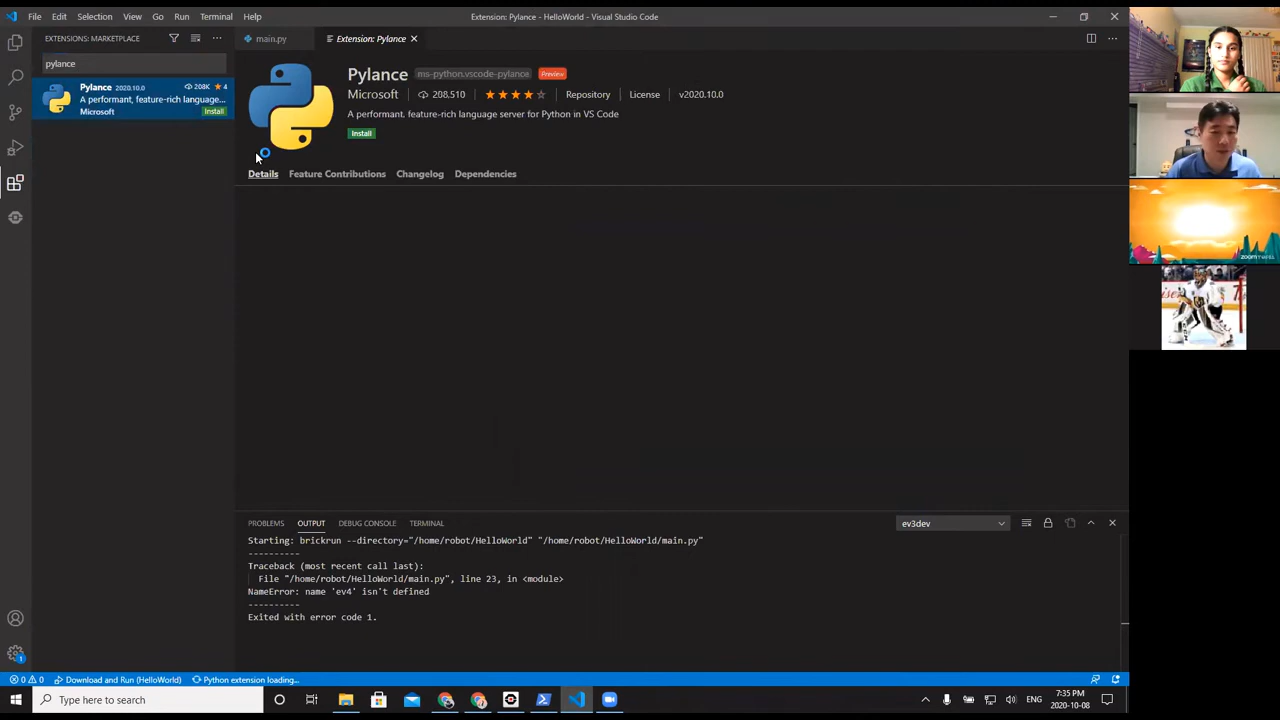 File Edit Selection View Go Run Terminal Help
Extension: Pylance - HelloWorld - Visual Studio Code
EXTENSIONS: MARKETPLACE
main.py
Extension: Pylance
pylance
Pylance 2020.10.0 208K 4
A performant, feature-rich language...
Microsoft Install
Pylance ms-python.vscode-pylance Preview
Microsoft 208,510 Repository License v2020.10.0
A performant, feature-rich language server for Python in VS Code
Install
Details Feature Contributions Changelog Dependencies
ZOOMTOPIA
PROBLEMS OUTPUT DEBUG CONSOLE TERMINAL ev3dev
Starting: brickrun --directory="/home/robot/HelloWorld" "/home/robot/HelloWorld/main.py"
----------
Traceback (most recent call last):
File "/home/robot/HelloWorld/main.py", line 23, in <module>
NameError: name 'ev4' isn't defined
----------
Exited with error code 1.
1
0 0 Download and Run (HelloWorld) Python extension loading...
Type here to search
ENG
7:35 PM
2020-10-08